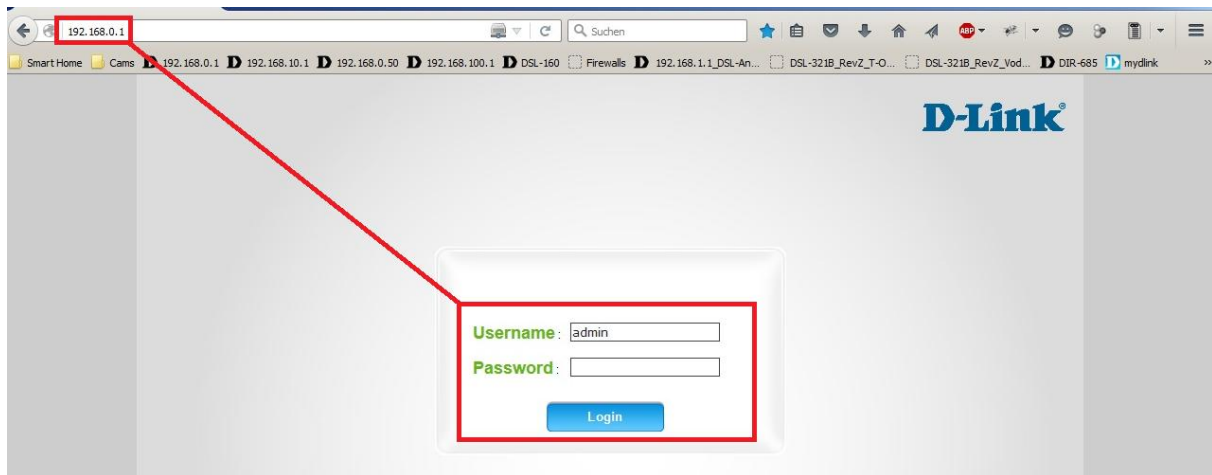 192.168.0.1 Suchen ABP
Smart Home Cams 192.168.0.1 192.168.10.1 192.168.0.50 192.168.100.1 DSL-160 Firewalls 192.168.1.1_DSL-An... DSL-321B_RevZ_T-O... DSL-321B_RevZ_Vod... DIR-685 mydlink »
D-Link®
Username : admin
Password :
Login